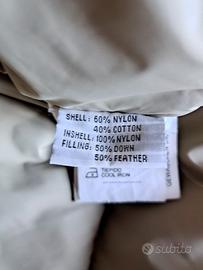 SHELL: 60% NYLON
40% COTTON
INSHELL: 100% NYLON
FILLING: 50% DOWN
50% FEATHER
TIEPIDO
COOL IRON
subito